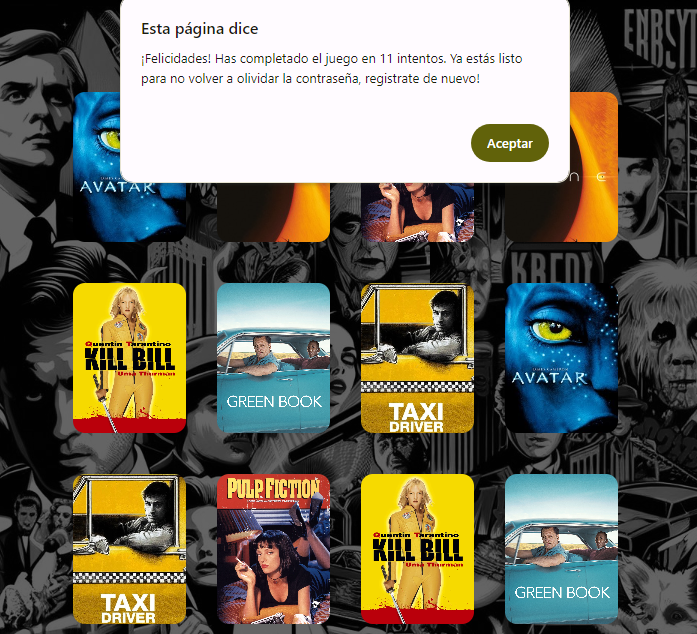 Esta página dice
¡Felicidades! Has completado el juego en 11 intentos. Ya estás listo
para no volver a olividar la contraseña, registrate de nuevo!
Aceptar
AVATAR
Quentin Tarantino
KILL BILL
Uma Thurman
GREEN BOOK
TAXI
DRIVER
AVATAR
TAXI
DRIVER
PULP FICTION
Quentin Tarantino
KILL BILL
Uma Thurman
GREEN BOOK